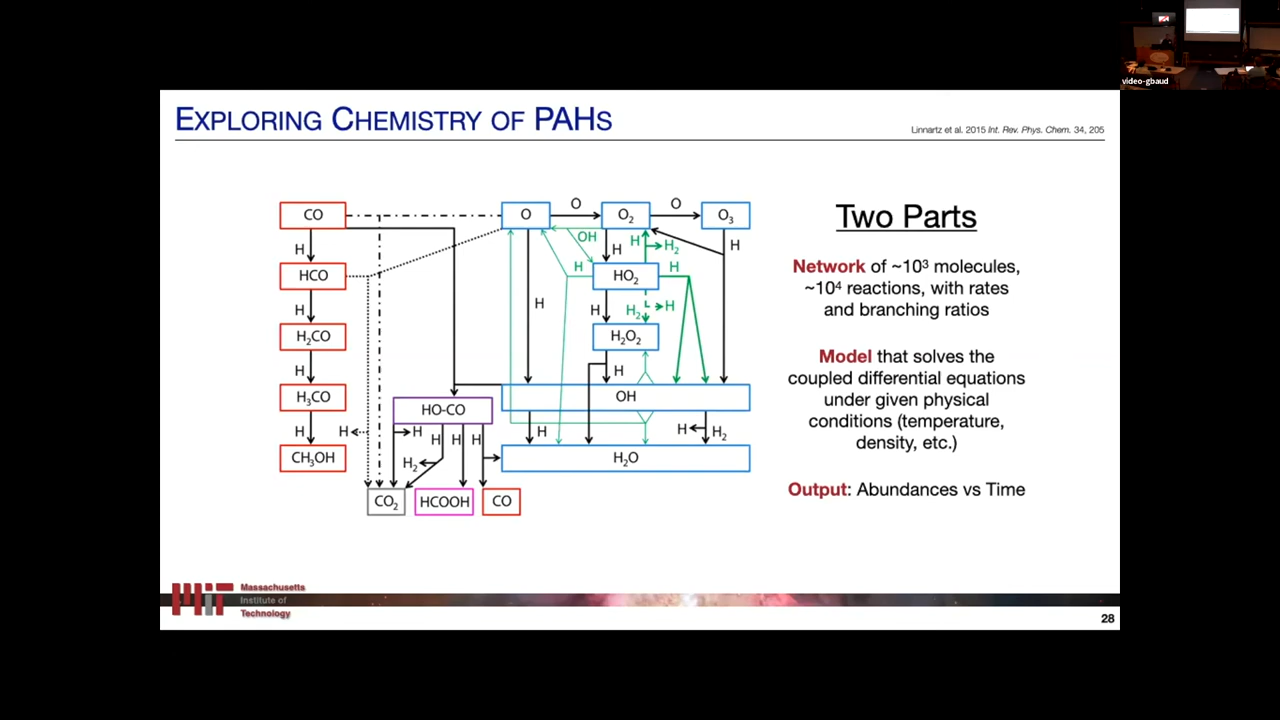 video-gbaud
EXPLORING CHEMISTRY OF PAHS
Linnartz et al. 2015 Int. Rev. Phys. Chem. 34, 205
CO
O
O
O₂
O
O₃
H
OH
H
H
H₂
H
HCO
H
HO₂
H
H
H
H
H₂
H
H₂CO
H₂O₂
H
H
H₃CO
OH
HO-CO
H
H
H
H
H
H
H
H
H₂
CH₃OH
H₂
H₂O
CO₂
HCOOH
CO
Two Parts
Network of ~10³ molecules,
~10⁴ reactions, with rates
and branching ratios
Model that solves the
coupled differential equations
under given physical
conditions (temperature,
density, etc.)
Output: Abundances vs Time
Massachusetts
Institute of
Technology
28